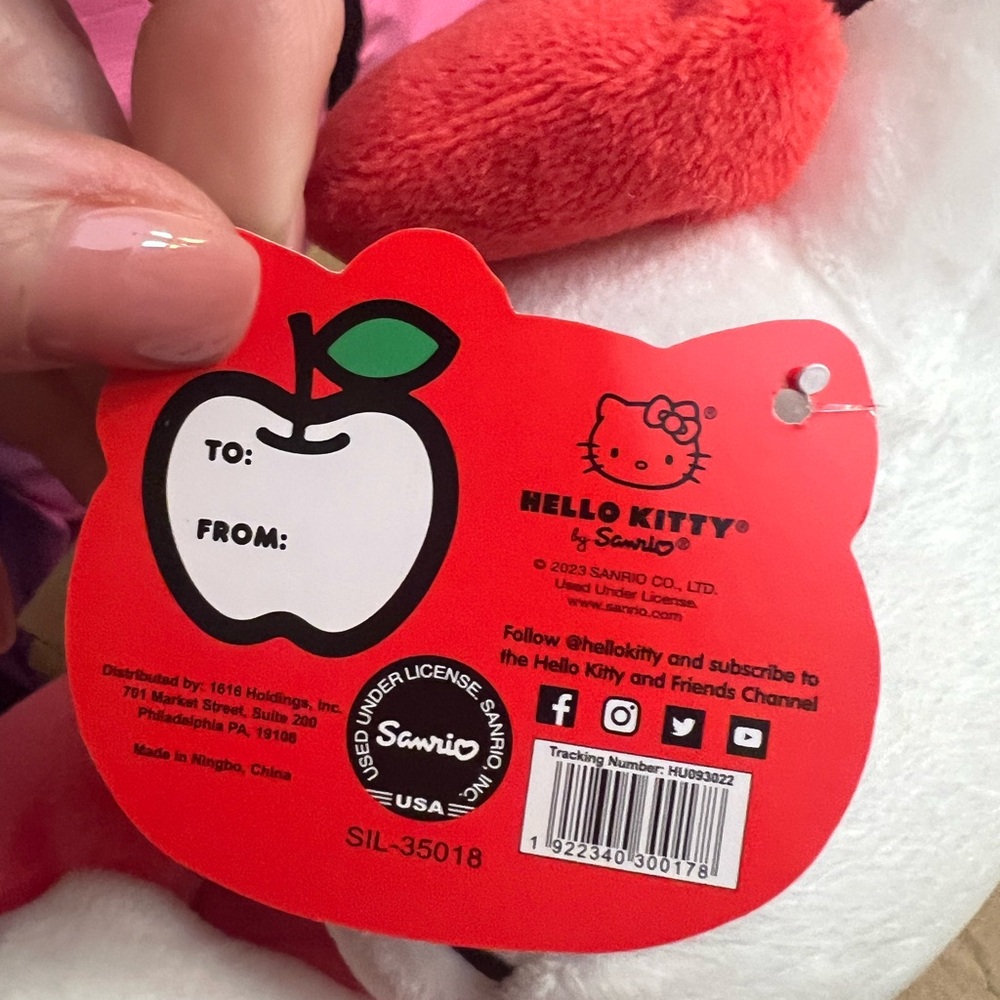 TO:
FROM:
HELLO KITTY®
by Sanrio®
© 2023 SANRIO CO., LTD.
Used Under License.
www.sanrio.com
Follow @hellokitty and subscribe to
the Hello Kitty and Friends Channel
Distributed by: 1616 Holdings, Inc.
701 Market Street, Suite 200
Philadelphia PA, 19106
Made in Ningbo, China
USED UNDER LICENSE. SANRIO, INC.
Sanrio
USA
SIL-35018
Tracking Number: HU093022
1 922340 300178